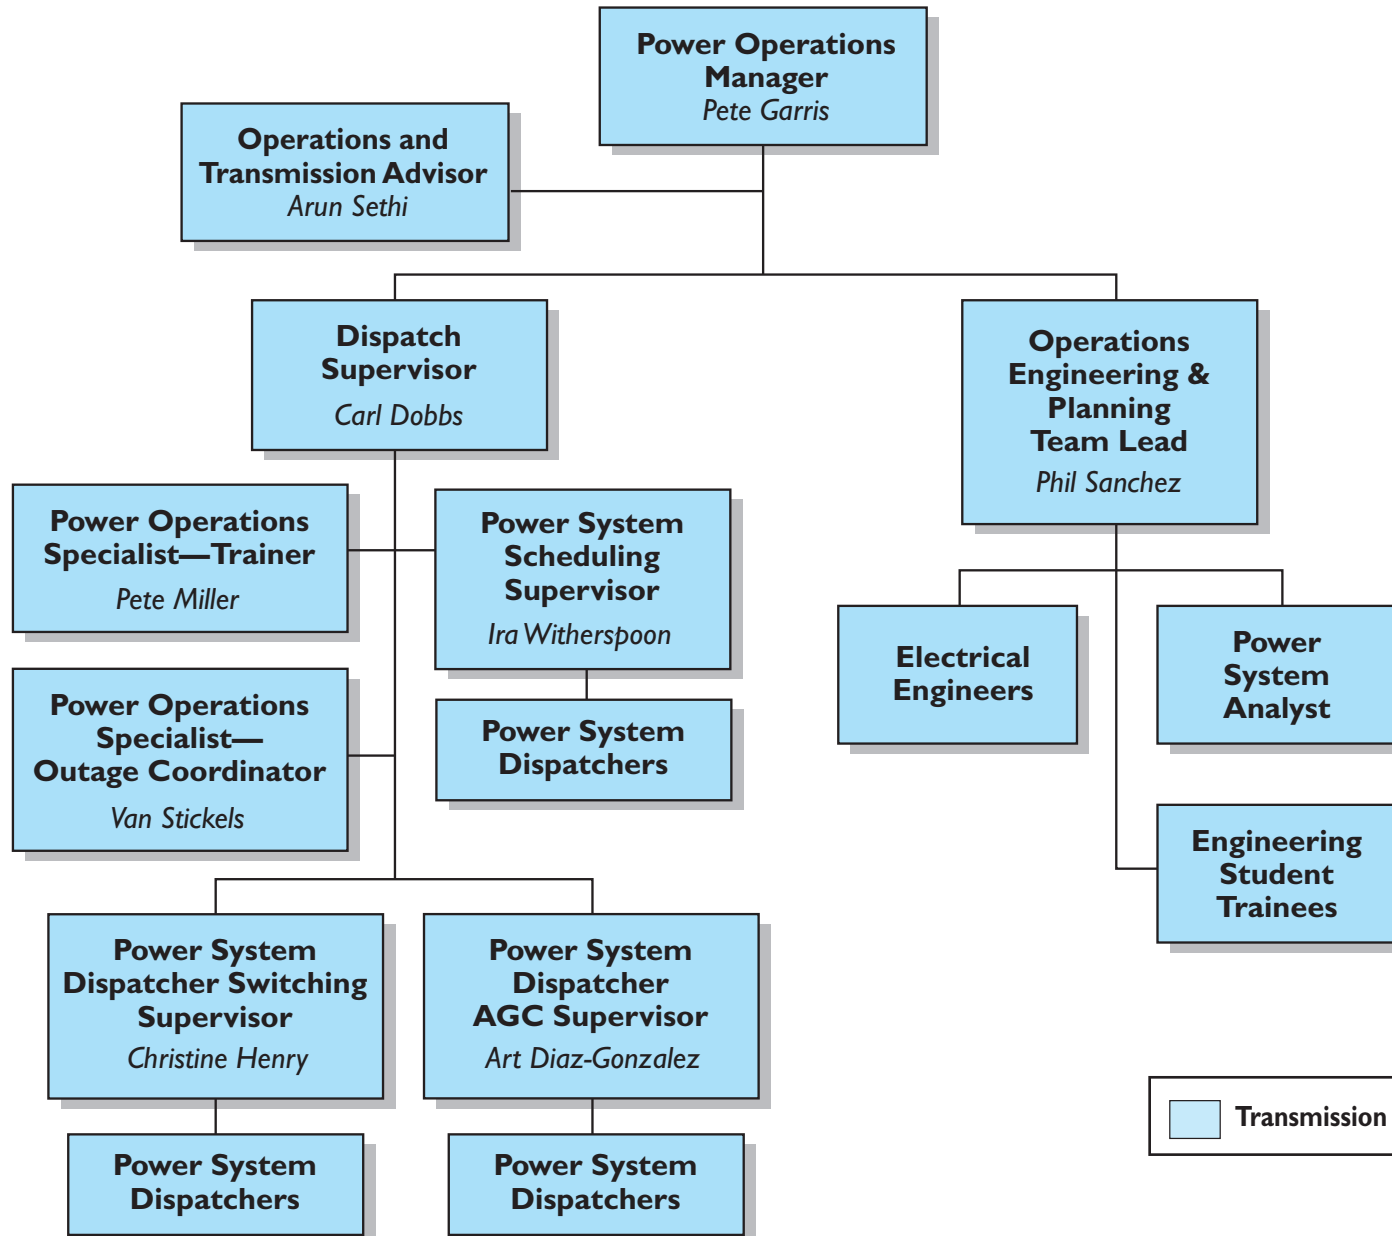 Power Operations
Manager
Pete Garris
Operations and
Transmission Advisor
Arun Sethi
Dispatch
Supervisor
Carl Dobbs
Operations
Engineering &
Planning
Team Lead
Phil Sanchez
Power Operations
Specialist—Trainer
Pete Miller
Power System
Scheduling
Supervisor
Ira Witherspoon
Electrical
Engineers
Power
System
Analyst
Power Operations
Specialist—
Outage Coordinator
Van Stickels
Power System
Dispatchers
Engineering
Student
Trainees
Power System
Dispatcher Switching
Supervisor
Christine Henry
Power System
Dispatcher
AGC Supervisor
Art Diaz-Gonzalez
Power System
Dispatchers
Power System
Dispatchers
Transmission